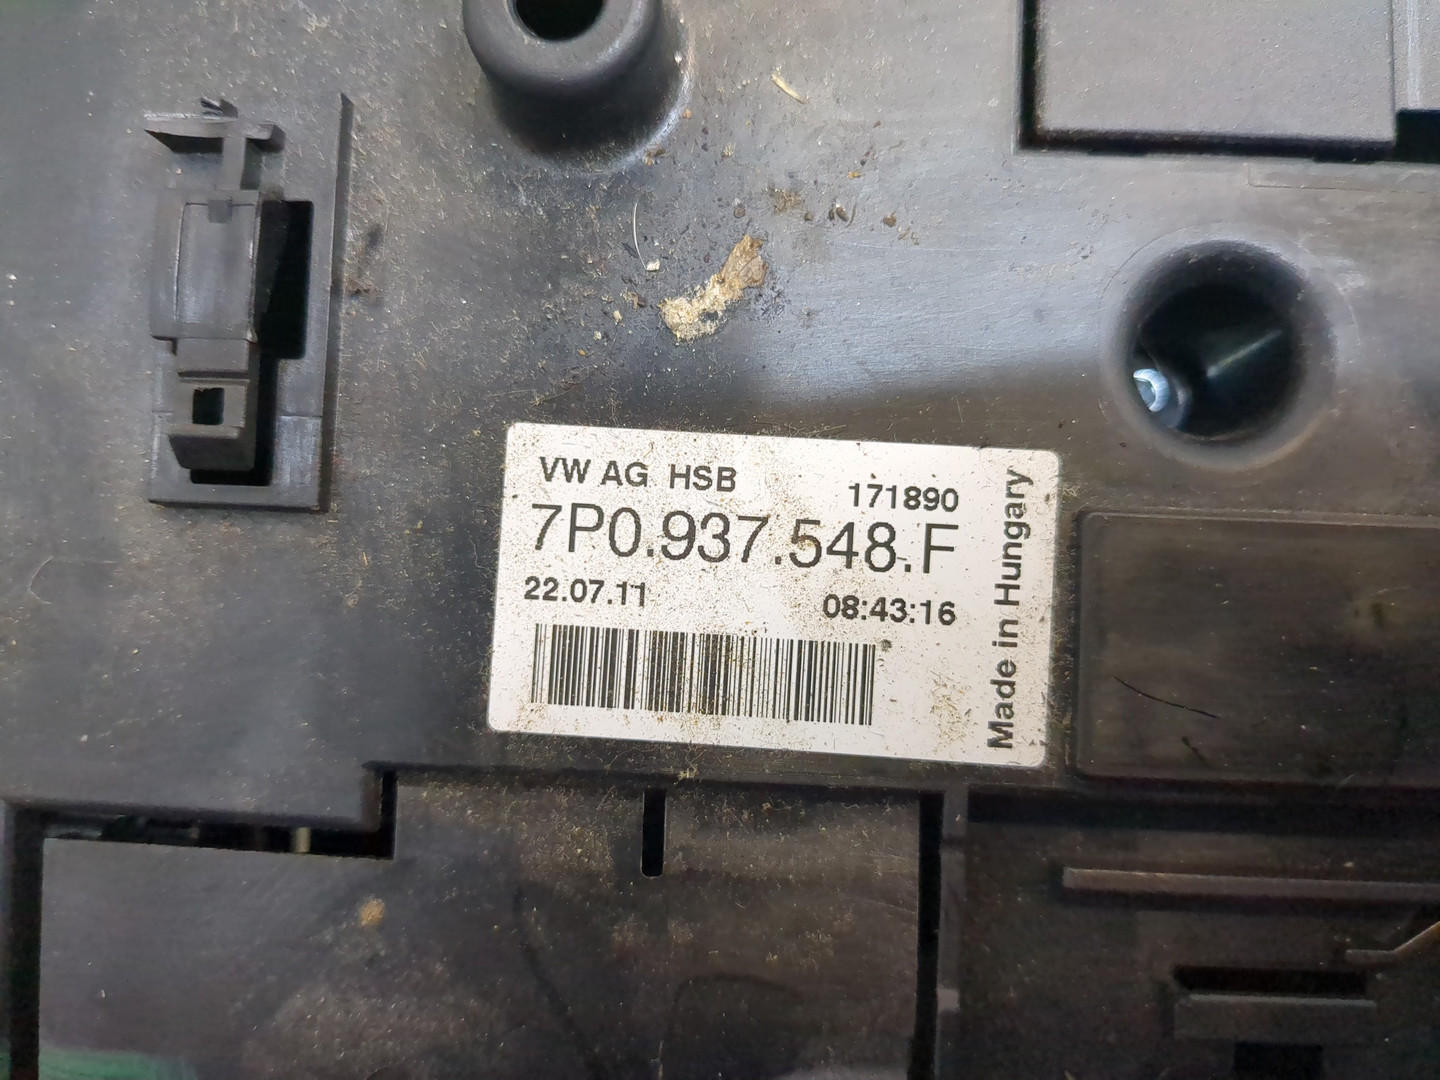 VW AG HSB 171890
7P0.937.548.F
22.07.11 08:43:16
Made in Hungary